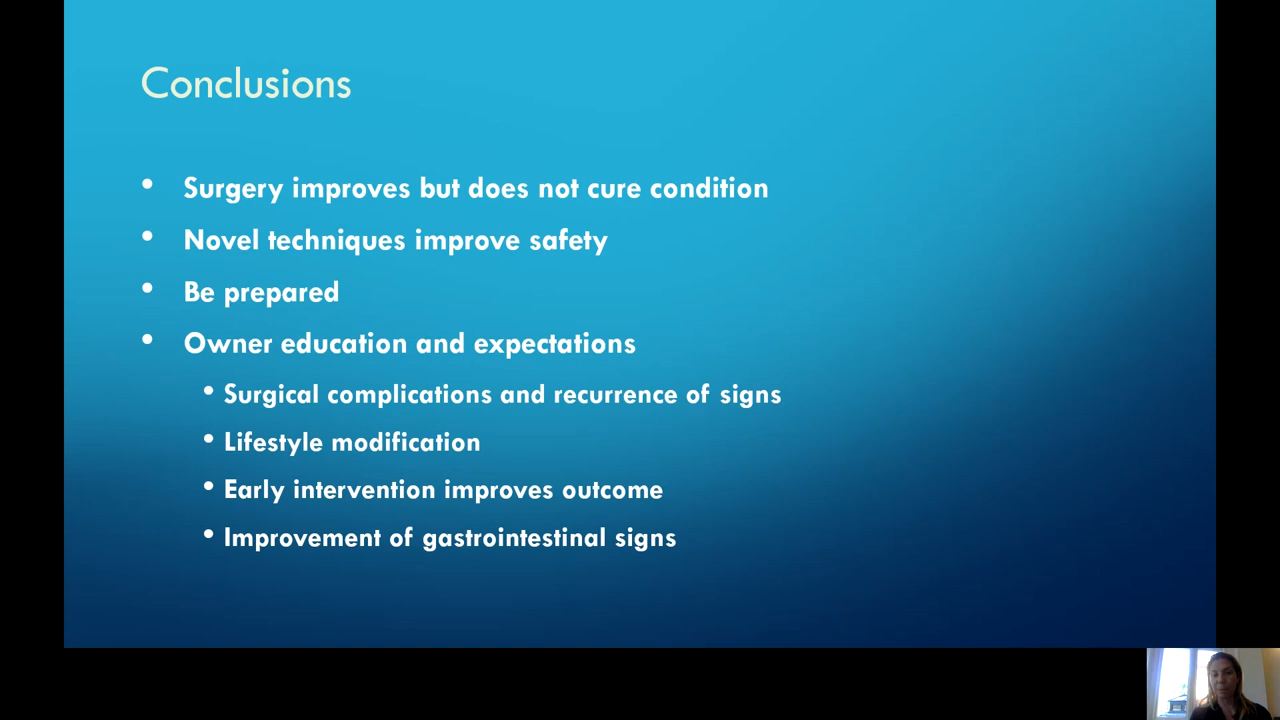 Conclusions
• Surgery improves but does not cure condition
• Novel techniques improve safety
• Be prepared
• Owner education and expectations
• Surgical complications and recurrence of signs
• Lifestyle modification
• Early intervention improves outcome
• Improvement of gastrointestinal signs